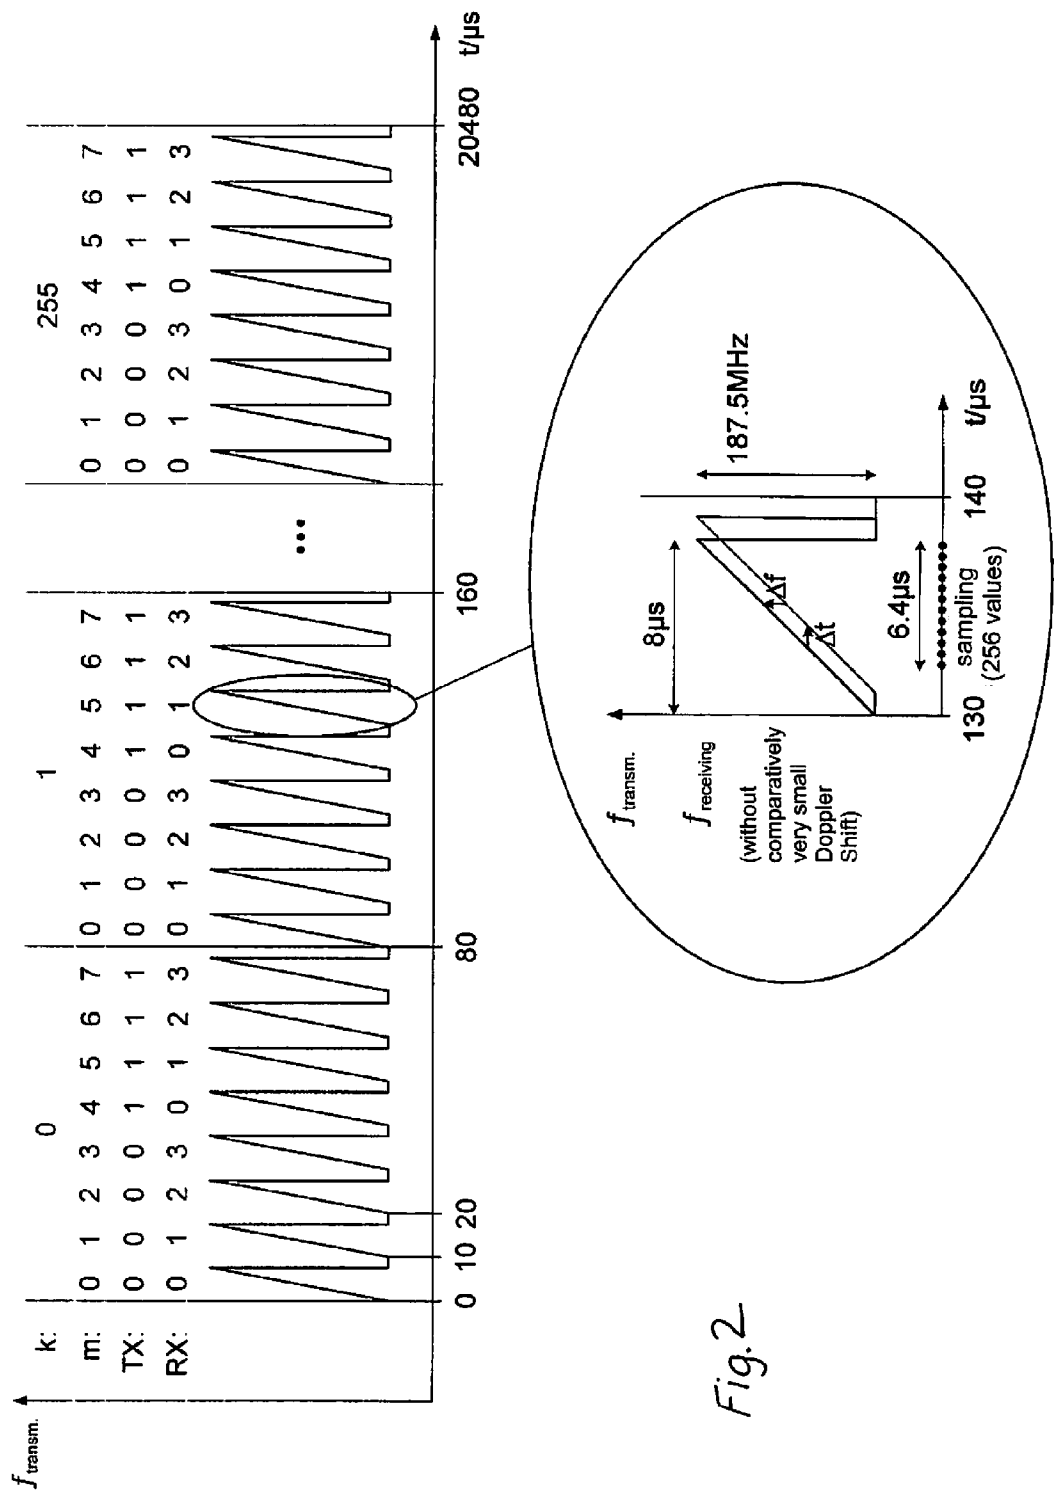 f transm.
k: 0 1 255
m: 0 1 2 3 4 5 6 7 0 1 2 3 4 5 6 7 0 1 2 3 4 5 6 7
TX: 0 0 0 0 1 1 1 1 0 0 0 0 1 1 1 1 0 0 0 0 1 1 1 1
RX: 0 1 2 3 0 1 2 3 0 1 2 3 0 1 2 3 0 1 2 3 0 1 2 3
...
0 10 20 80 160 20480 t/µs
f transm.
f receiving
(without
comparatively
very small
Doppler
Shift)
8µs
187.5MHz
Δf
Δt
6.4µs
130 140 t/µs
sampling
(256 values)
Fig.2